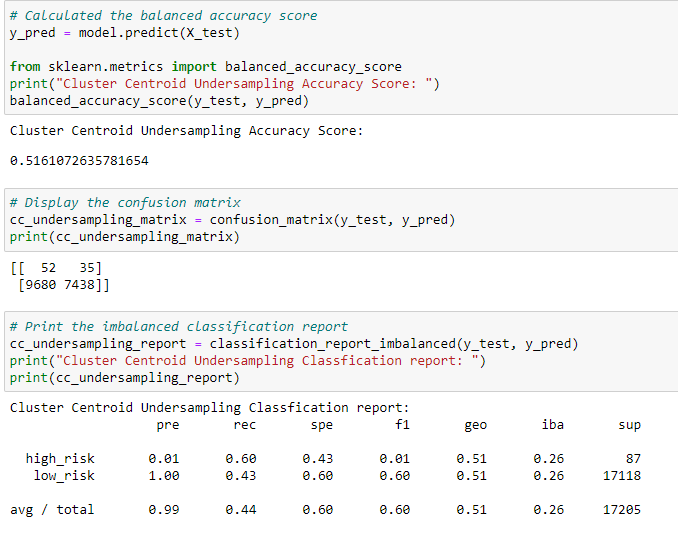 # Calculated the balanced accuracy score
y_pred = model.predict(X_test)
from sklearn.metrics import balanced_accuracy_score
print("Cluster Centroid Undersampling Accuracy Score: ")
balanced_accuracy_score(y_test, y_pred)
Cluster Centroid Undersampling Accuracy Score:
0.5161072635781654
# Display the confusion matrix
cc_undersampling_matrix = confusion_matrix(y_test, y_pred)
print(cc_undersampling_matrix)
[[  52   35]
 [9680 7438]]
# Print the imbalanced classification report
cc_undersampling_report = classification_report_imbalanced(y_test, y_pred)
print("Cluster Centroid Undersampling Classfication report: ")
print(cc_undersampling_report)
Cluster Centroid Undersampling Classfication report:
pre rec spe f1 geo iba sup
high_risk 0.01 0.60 0.43 0.01 0.51 0.26 87
low_risk 1.00 0.43 0.60 0.60 0.51 0.26 17118
avg / total 0.99 0.44 0.60 0.60 0.51 0.26 17205